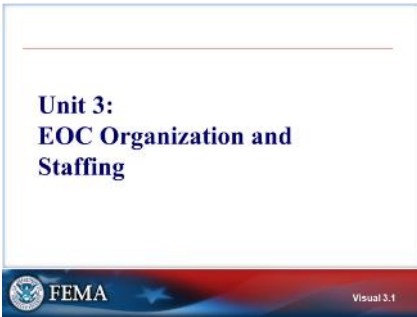 Unit 3:
EOC Organization and
Staffing
FEMA
Visual 3.1